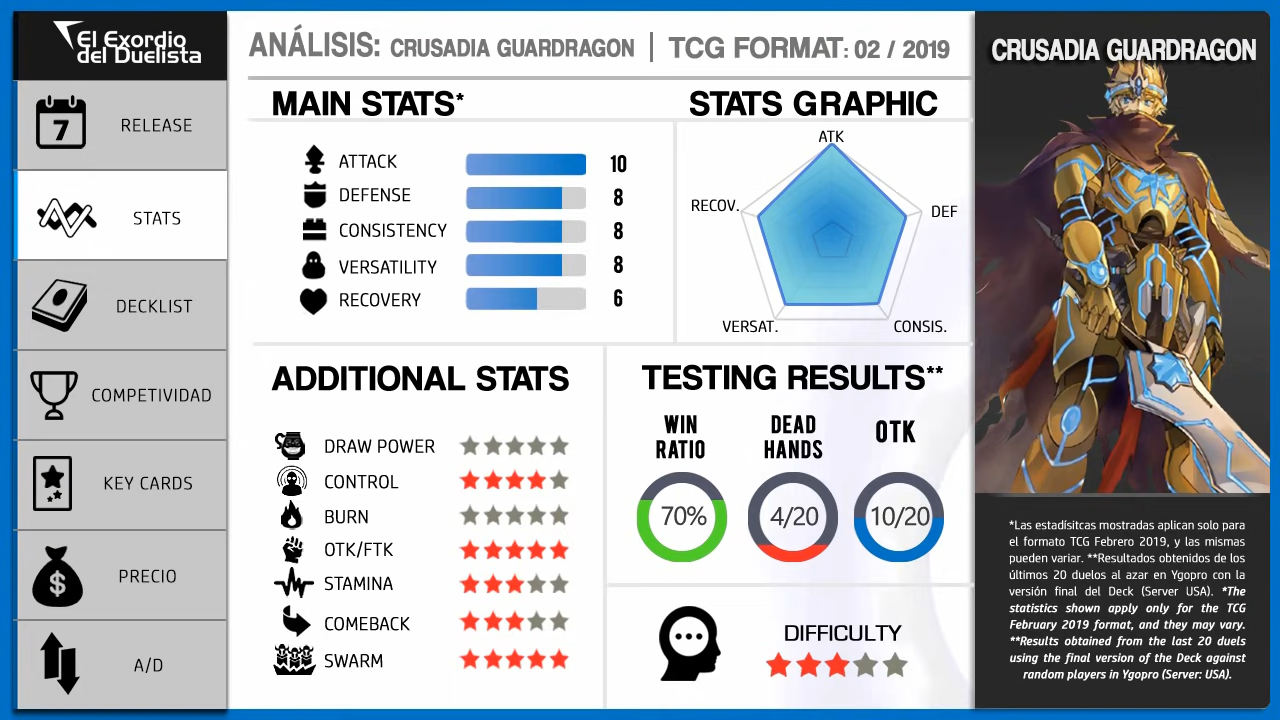 El Exordio
del Duelista
RELEASE
7
STATS
DECKLIST
COMPETIVIDAD
KEY CARDS
PRECIO
$
A/D
ANÁLISIS: CRUSADIA GUARDRAGON | TCG FORMAT: 02 / 2019
MAIN STATS*
ATTACK 10
DEFENSE 8
CONSISTENCY 8
VERSATILITY 8
RECOVERY 6
STATS GRAPHIC
ATK
RECOV.
DEF
VERSAT.
CONSIS.
ADDITIONAL STATS
DRAW POWER
CONTROL
BURN
OTK/FTK
STAMINA
COMEBACK
SWARM
TESTING RESULTS**
WIN
RATIO
DEAD
HANDS
OTK
70%
4/20
10/20
DIFFICULTY
CRUSADIA GUARDRAGON
*Las estadísitcas mostradas aplican solo para
el formato TCG Febrero 2019, y las mismas
pueden variar. **Resultados obtenidos de los
últimos 20 duelos al azar en Ygopro con la
versión final del Deck (Server USA). *The
statistics shown apply only for the TCG
February 2019 format, and they may vary.
**Results obtained from the last 20 duels
using the final version of the Deck against
random players in Ygopro (Server: USA).